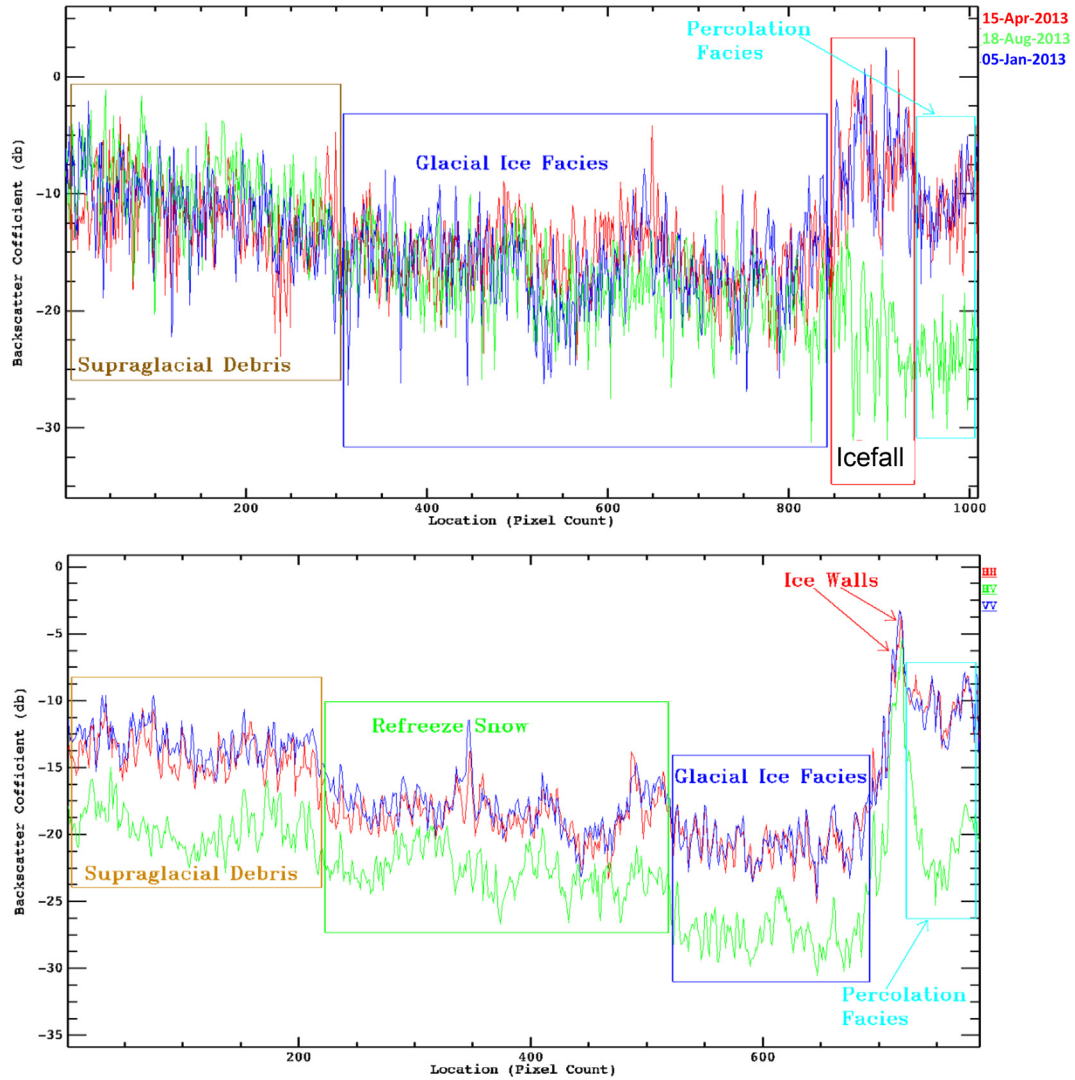 15-Apr-2013
18-Aug-2013
05-Jan-2013
Percolation
Facies
0
-10
-20
-30
Backscatter Cofficient (db)
Glacial Ice Facies
Supraglacial Debris
Icefall
200
400
600
800
1000
Location (Pixel Count)
HH
HV
VV
0
-5
-10
-15
-20
-25
-30
-35
Backscatter Cofficient (db)
Ice Walls
Refreeze Snow
Glacial Ice Facies
Supraglacial Debris
Percolation
Facies
200
400
600
Location (Pixel Count)